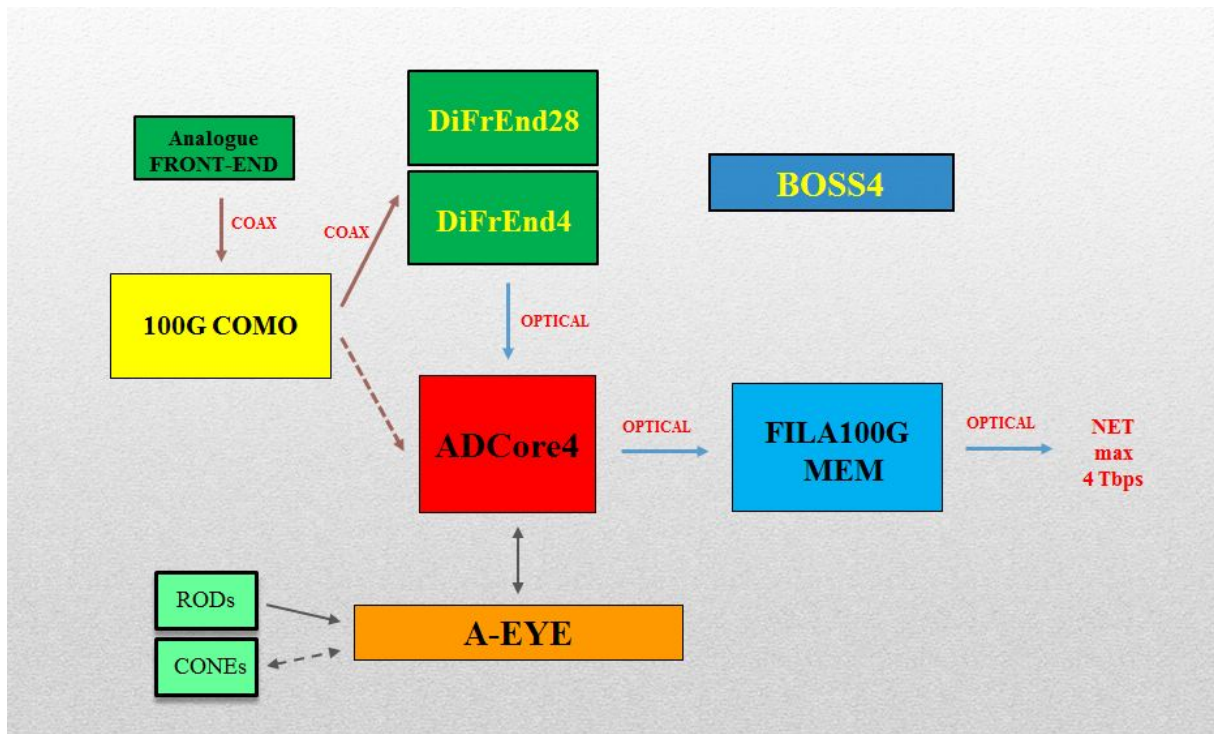 DiFrEnd28
Analogue
FRONT-END
BOSS4
DiFrEnd4
COAX
COAX
100G COMO
OPTICAL
ADCore4
OPTICAL
FILA100G
MEM
OPTICAL
NET
max
4 Tbps
RODs
A-EYE
CONEs